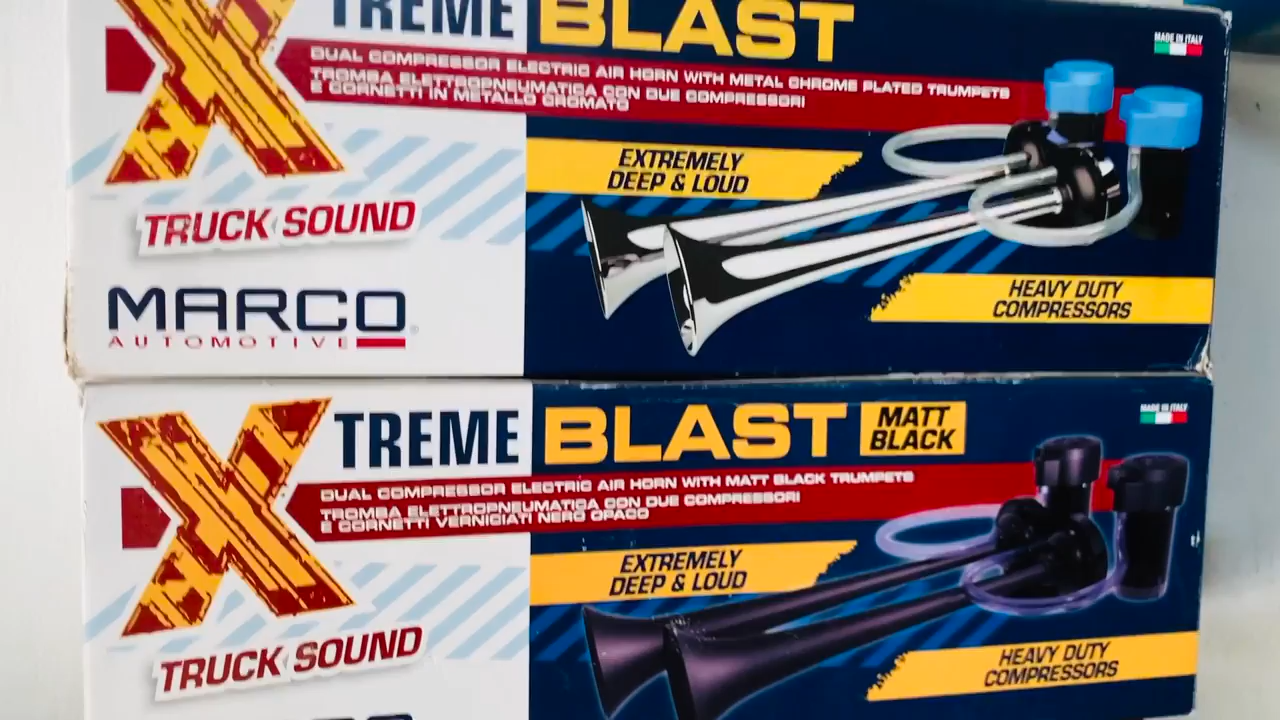 XTREME BLAST
MADE IN ITALY
DUAL COMPRESSOR ELECTRIC AIR HORN WITH METAL CHROME PLATED TRUMPETS
TROMBA ELETTROPNEUMATICA CON DUE COMPRESSORI
E CORNETTI IN METALLO CROMATO
EXTREMELY
DEEP & LOUD
TRUCK SOUND
HEAVY DUTY
COMPRESSORS
MARCO
AUTOMOTIVE
XTREME BLAST MATT
BLACK
MADE IN ITALY
DUAL COMPRESSOR ELECTRIC AIR HORN WITH MATT BLACK TRUMPETS
TROMBA ELETTROPNEUMATICA CON DUE COMPRESSORI
E CORNETTI VERNICIATI NERO OPACO
EXTREMELY
DEEP & LOUD
TRUCK SOUND
HEAVY DUTY
COMPRESSORS